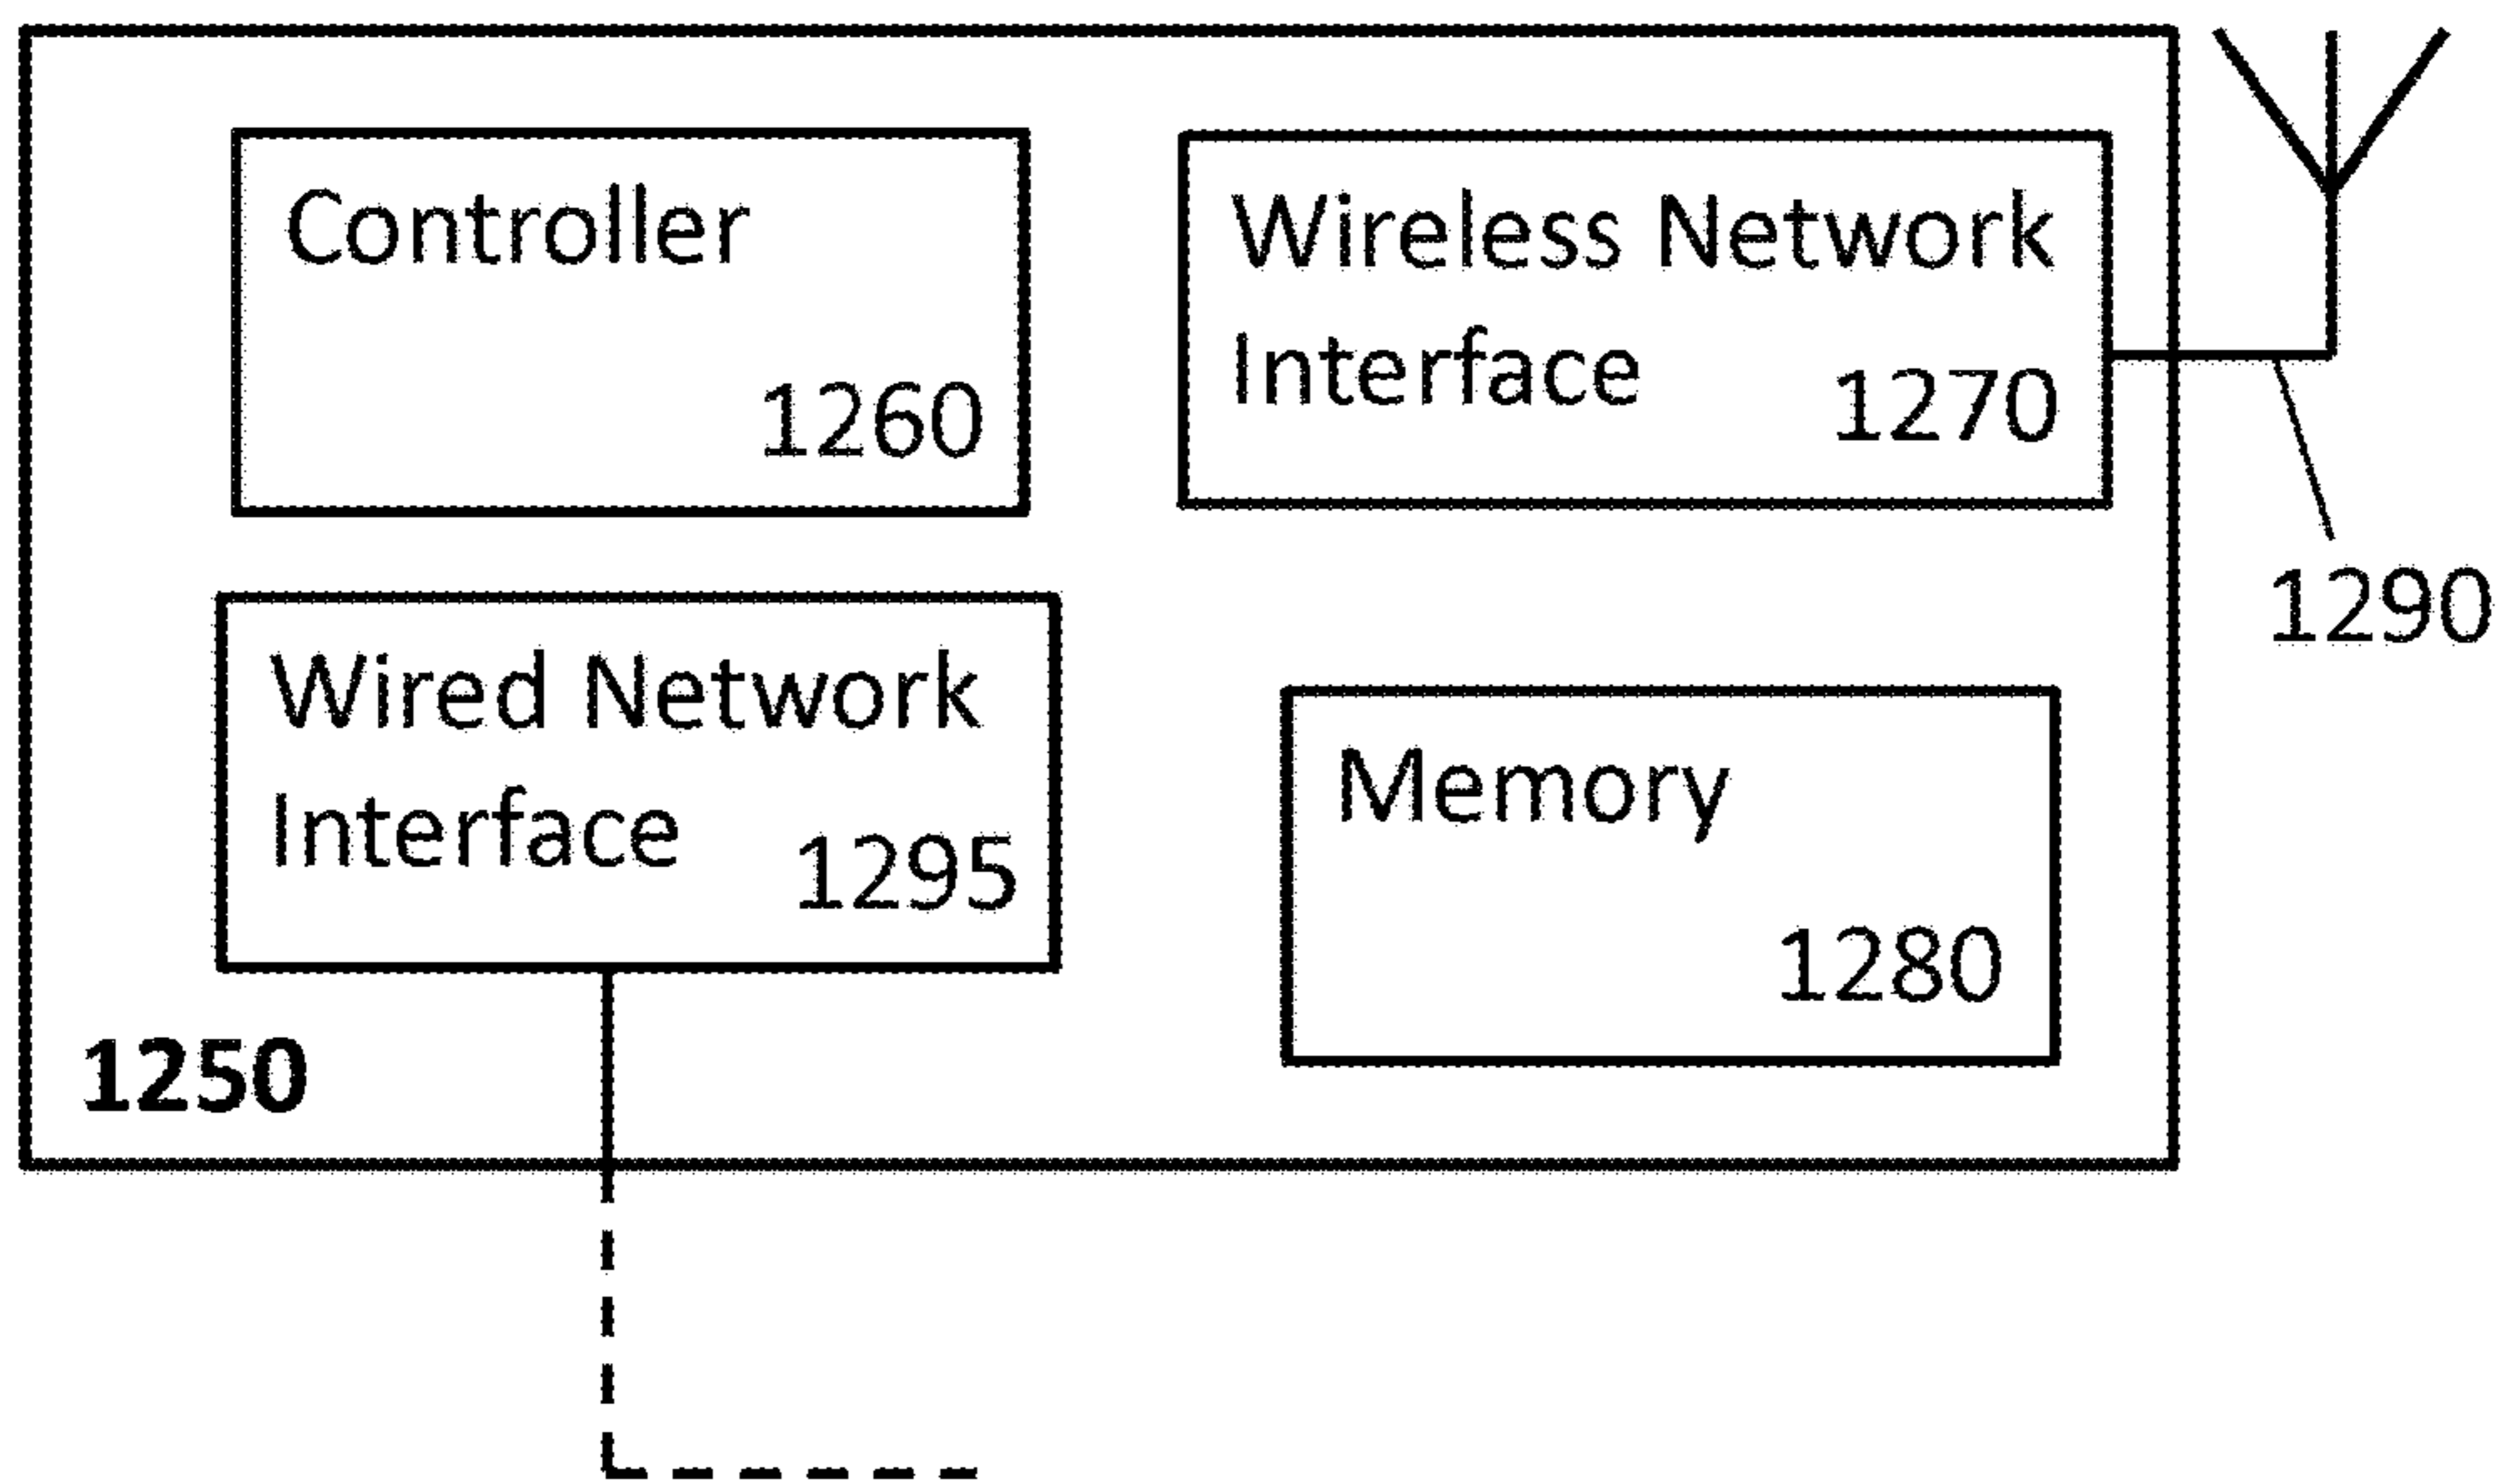 Controller
1260
Wireless Network
Interface
1270
1290
Wired Network
Interface
1295
Memory
1280
1250